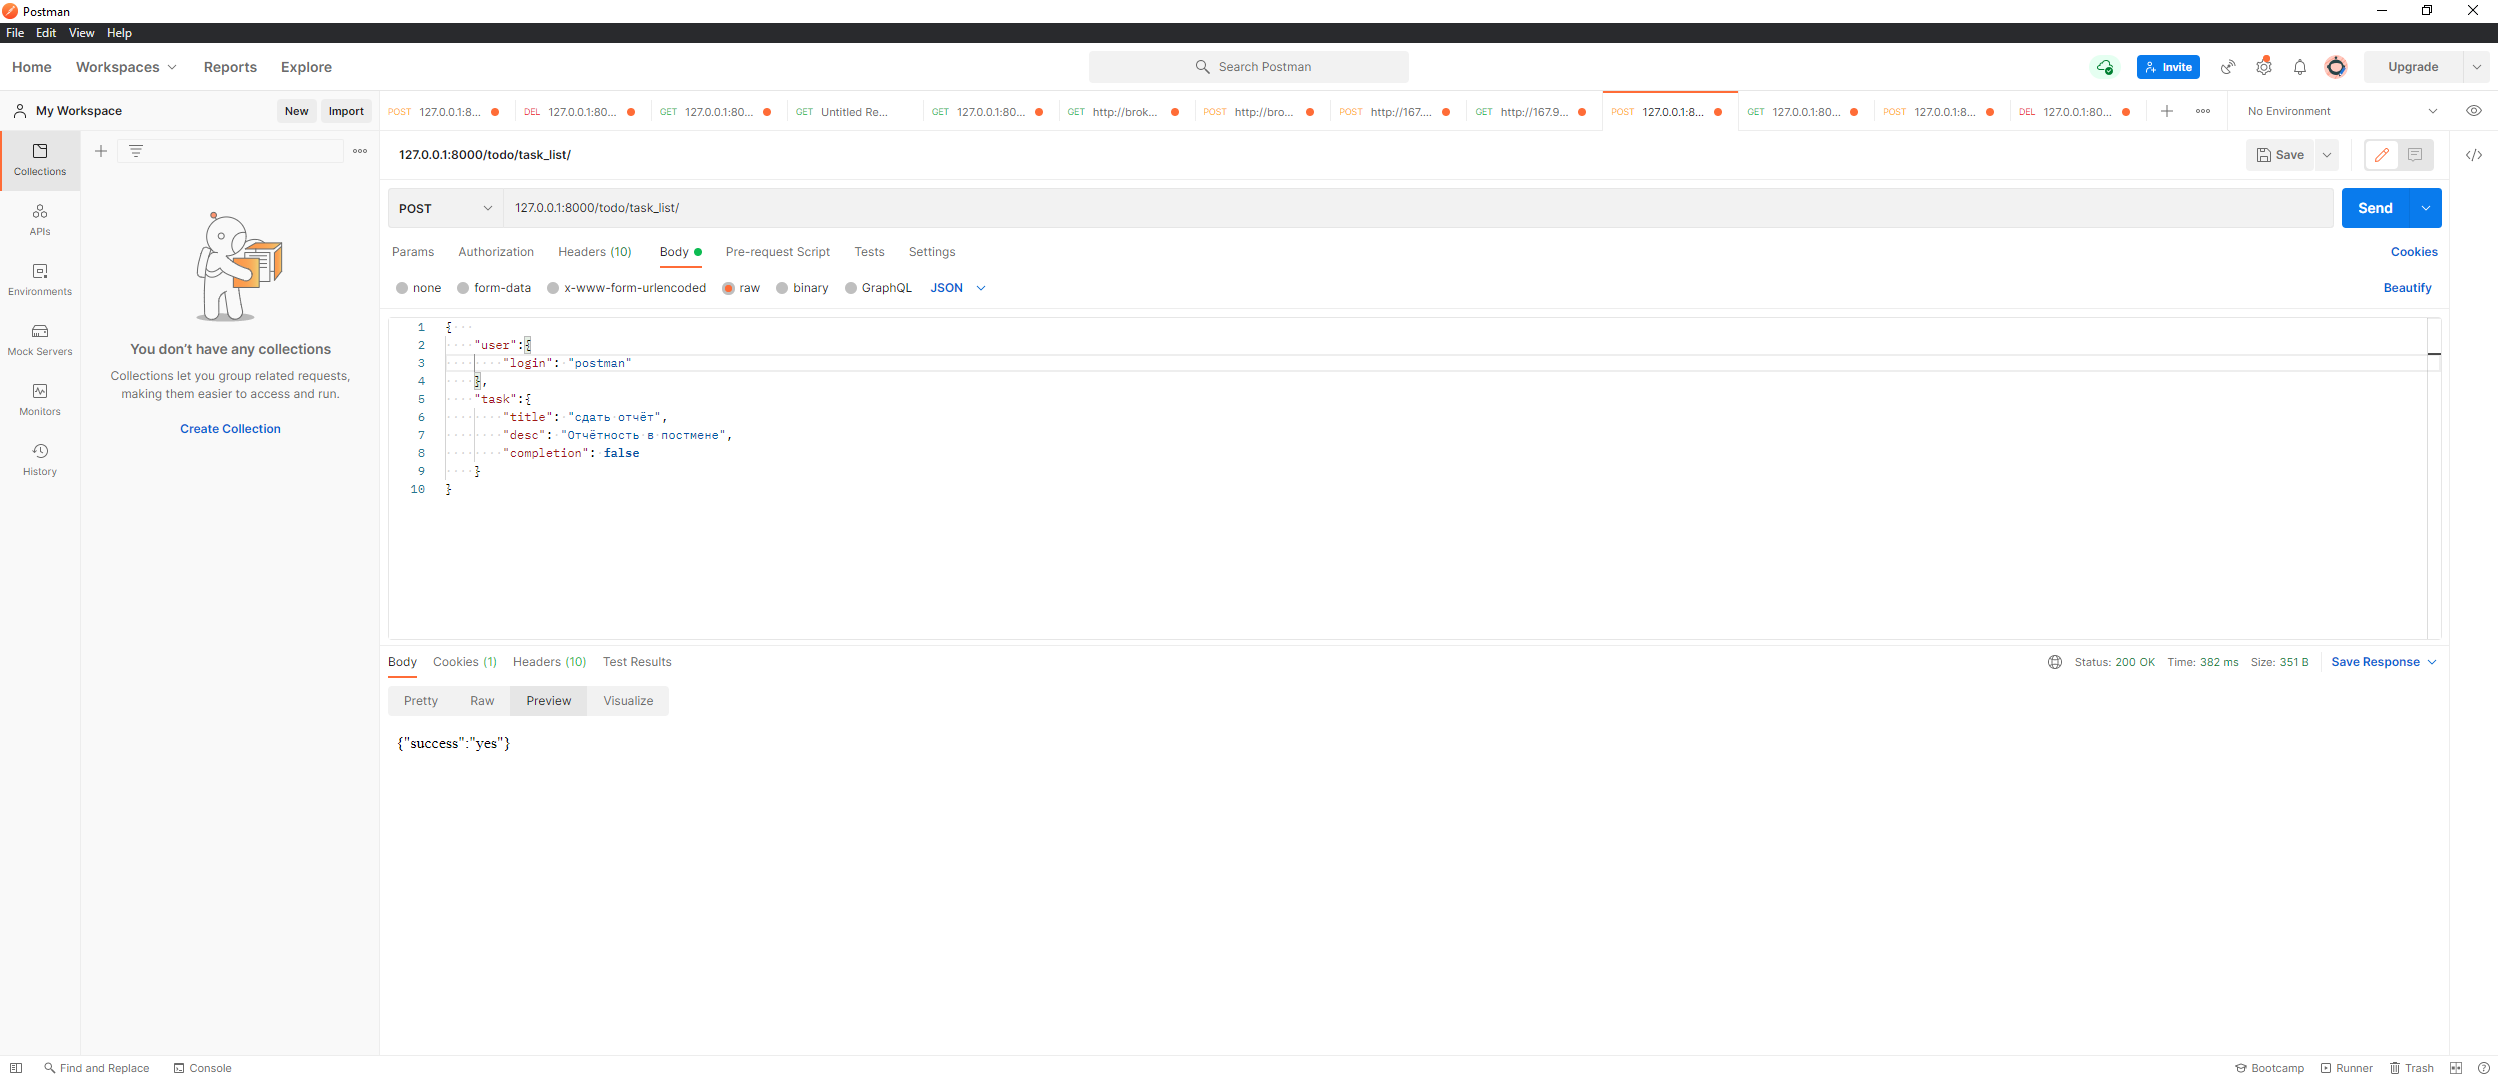 Postman
File Edit View Help
Home Workspaces Reports Explore
Search Postman
Invite
Upgrade
My Workspace
New Import
POST 127.0.0.1:8...
DEL 127.0.0.1:80...
GET 127.0.0.1:80...
GET Untitled Re...
GET 127.0.0.1:80...
GET http://brok...
POST http://bro...
POST http://167....
GET http://167.9...
POST 127.0.0.1:8...
GET 127.0.0.1:80...
POST 127.0.0.1:8...
DEL 127.0.0.1:80...
No Environment
Collections
APIs
Environments
Mock Servers
Monitors
History
You don't have any collections
Collections let you group related requests,
making them easier to access and run.
Create Collection
127.0.0.1:8000/todo/task_list/
Save
POST 127.0.0.1:8000/todo/task_list/
Send
Params Authorization Headers (10) Body Pre-request Script Tests Settings
Cookies
none form-data x-www-form-urlencoded raw binary GraphQL JSON
Beautify
1 {
2 "user":{
3 "login": "postman"
4 },
5 "task":{
6 "title": "сдать отчёт",
7 "desc": "Отчётность в постмене",
8 "completion": false
9 }
10 }
Body Cookies (1) Headers (10) Test Results
Status: 200 OK Time: 382 ms Size: 351 B Save Response
Pretty Raw Preview Visualize
{"success":"yes"}
Find and Replace Console
Bootcamp Runner Trash